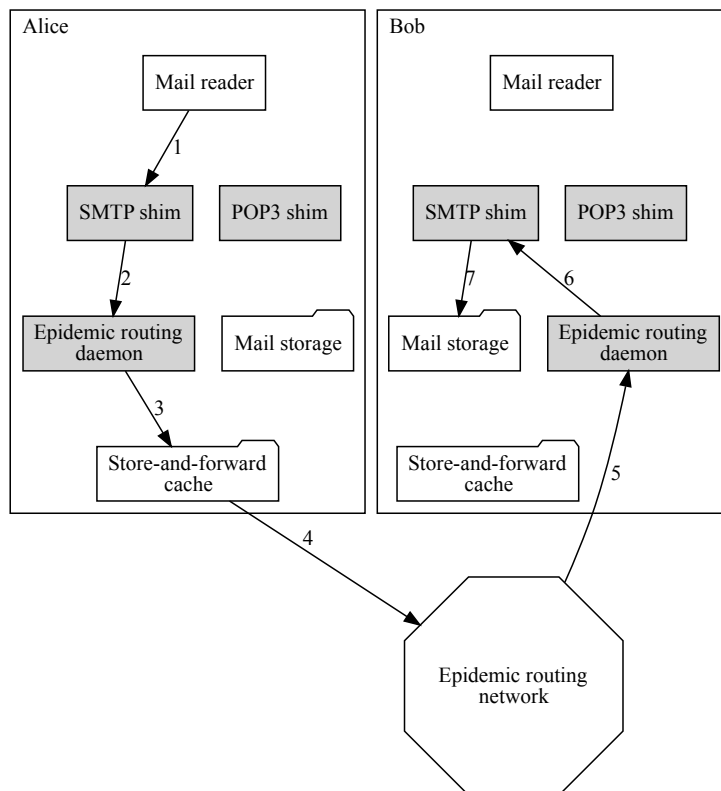 Alice
Mail reader
1
SMTP shim
POP3 shim
2
Epidemic routing
daemon
Mail storage
3
Store-and-forward
cache
4
Bob
Mail reader
SMTP shim
POP3 shim
7
6
Mail storage
Epidemic routing
daemon
Store-and-forward
cache
5
Epidemic routing
network